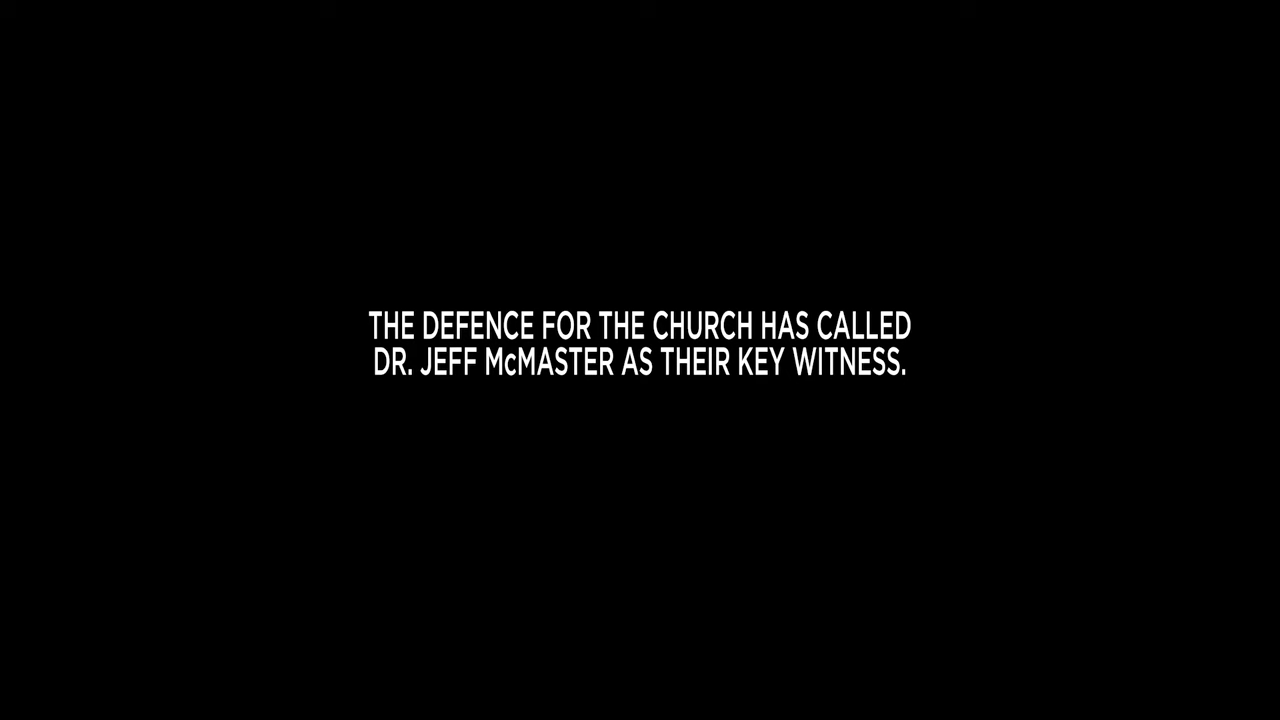 THE DEFENCE FOR THE CHURCH HAS CALLED
DR. JEFF McMASTER AS THEIR KEY WITNESS.